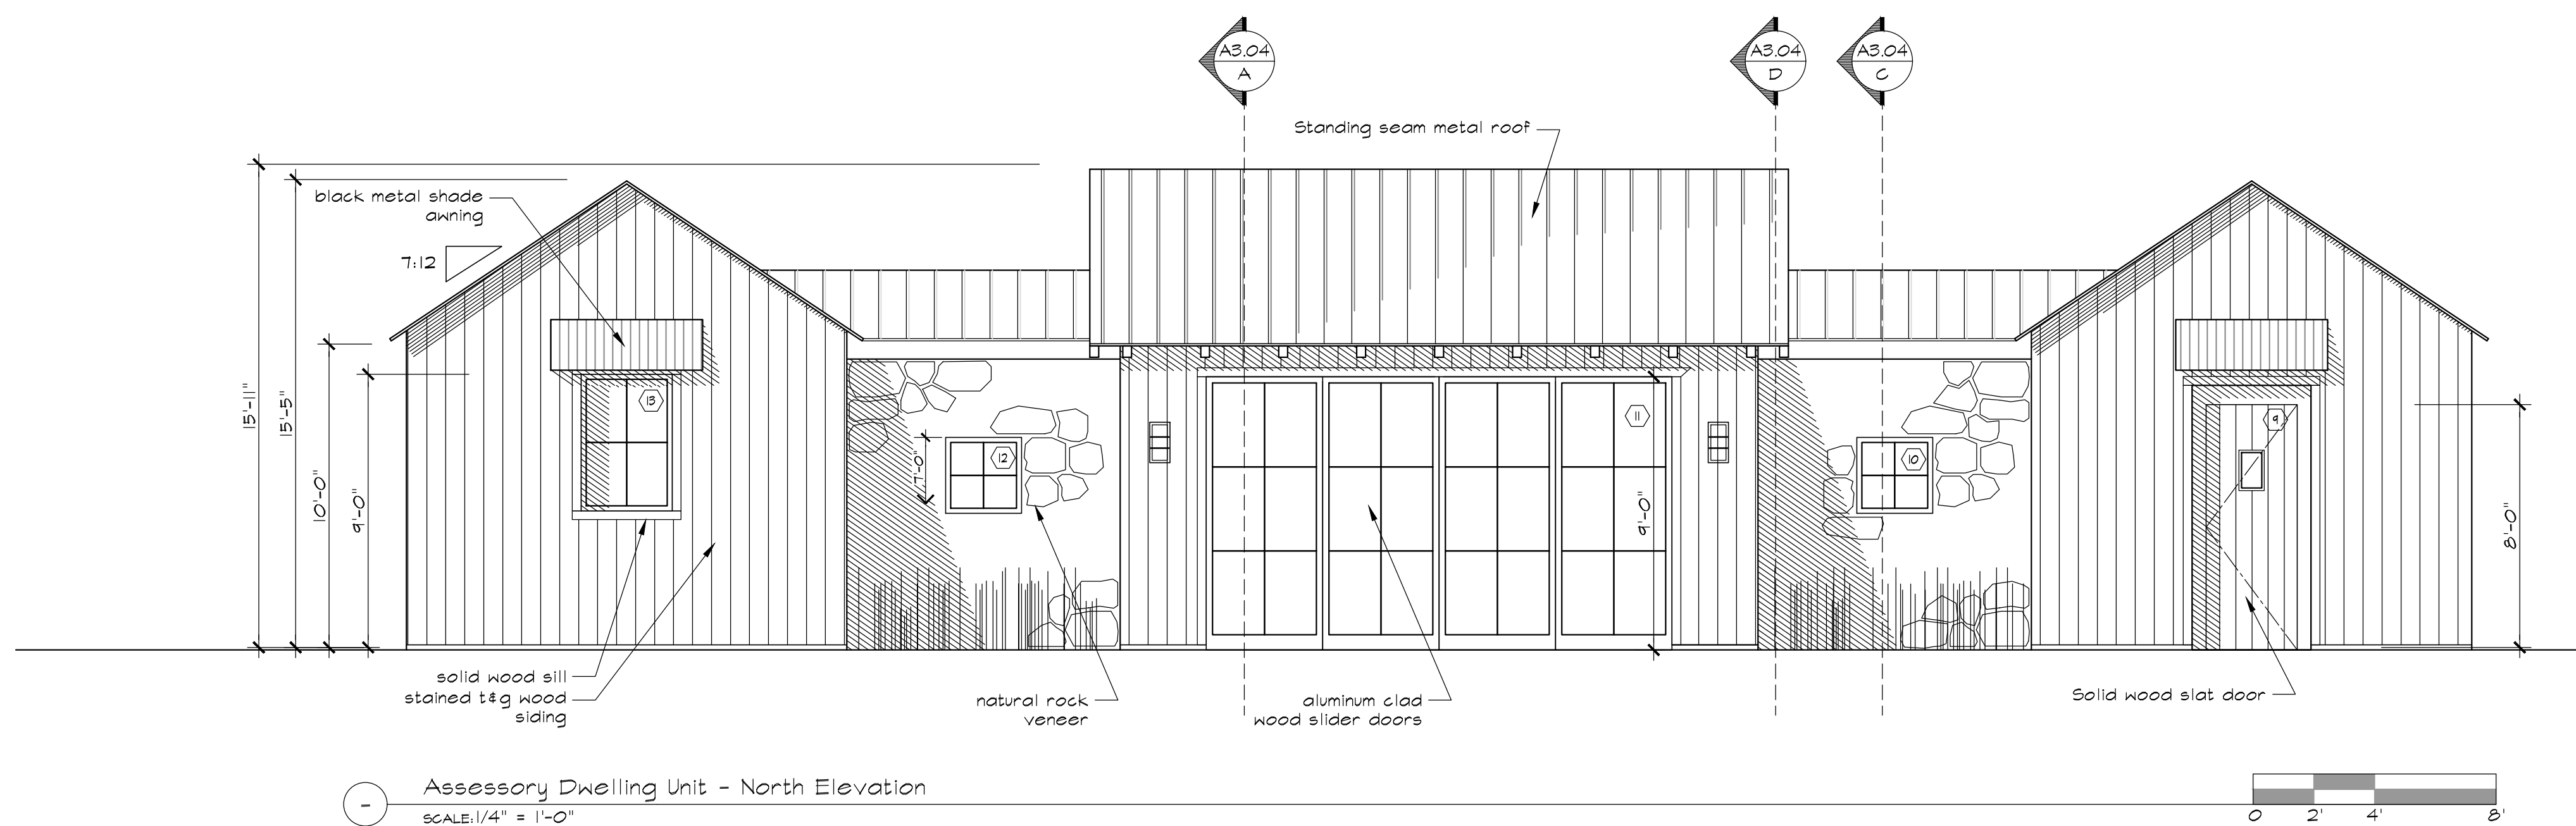 A3.04
A
A3.04
D
A3.04
C
Standing seam metal roof
black metal shade
awning
7:12
15'-11"
15'-5"
10'-0"
9'-0"
13
7'-0"
12
11
9'-0"
10
9
8'-0"
solid wood sill
stained t&g wood
siding
natural rock
veneer
aluminum clad
wood slider doors
Solid wood slat door
-
Assessory Dwelling Unit - North Elevation
SCALE:1/4" = 1'-0"
0 2' 4' 8'